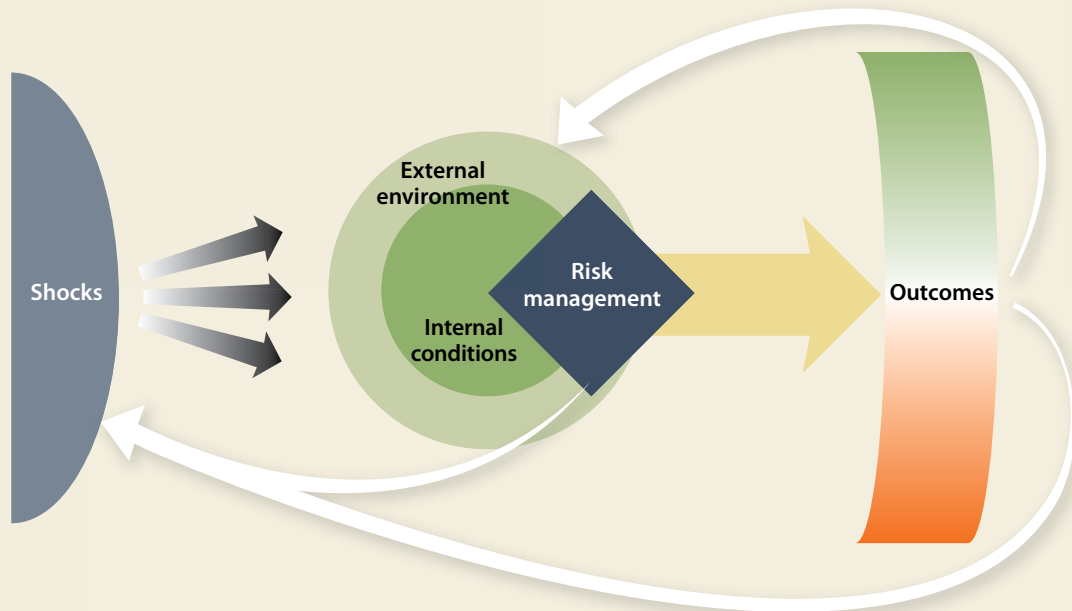 Shocks
External
environment
Internal
conditions
Risk
management
Outcomes